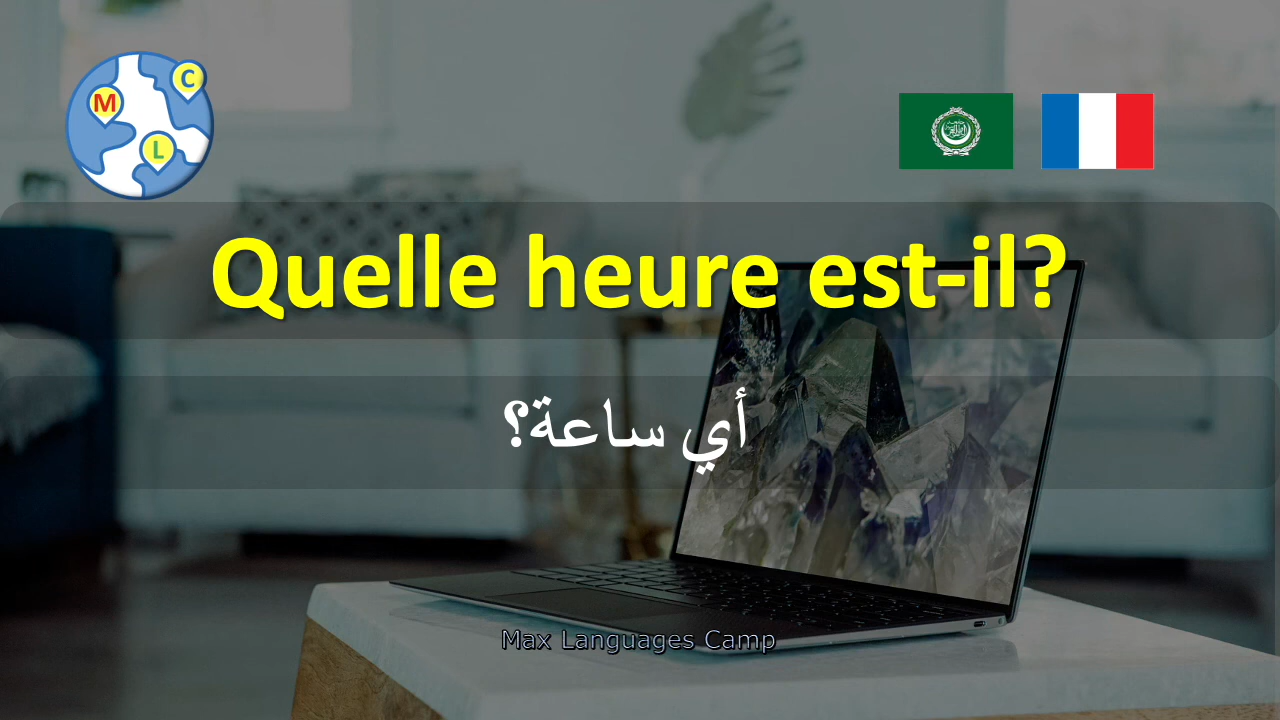 M
C
L
Quelle heure est-il?
أي ساعة؟
Max Languages Camp